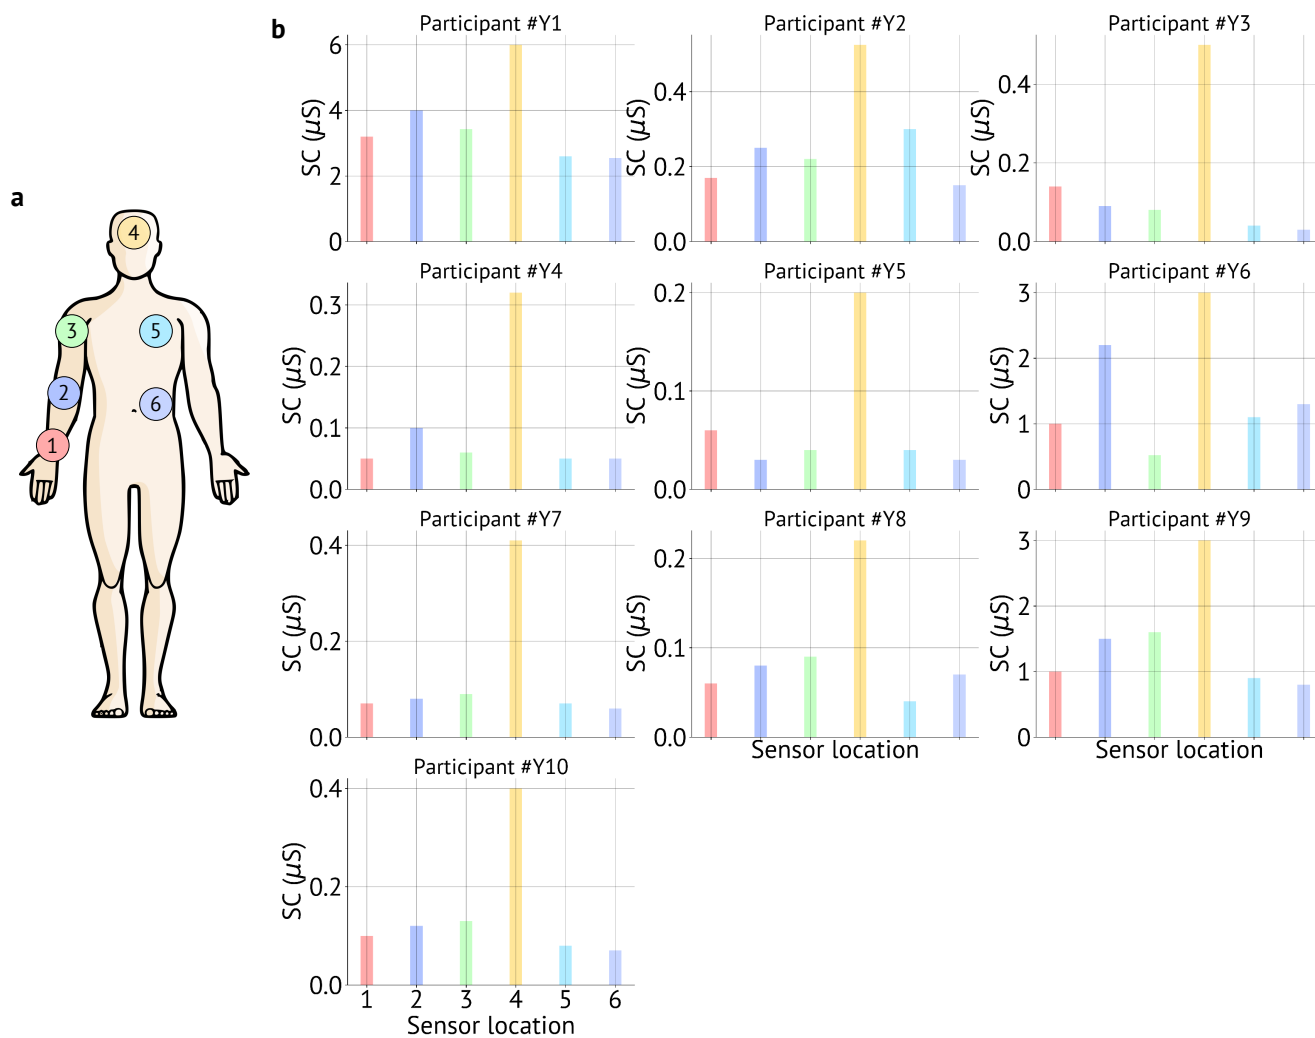 a
4
3
5
2
6
1
b
Participant #Y1
SC (μS)
6
4
2
0
Participant #Y2
SC (μS)
0.4
0.2
0.0
Participant #Y3
SC (μS)
0.4
0.2
0.0
Participant #Y4
SC (μS)
0.3
0.2
0.1
0.0
Participant #Y5
SC (μS)
0.2
0.1
0.0
Participant #Y6
SC (μS)
3
2
1
0
Participant #Y7
SC (μS)
0.4
0.2
0.0
Participant #Y8
SC (μS)
0.2
0.1
0.0
Sensor location
Participant #Y9
SC (μS)
3
2
1
0
Sensor location
Participant #Y10
SC (μS)
0.4
0.2
0.0
1 2 3 4 5 6
Sensor location